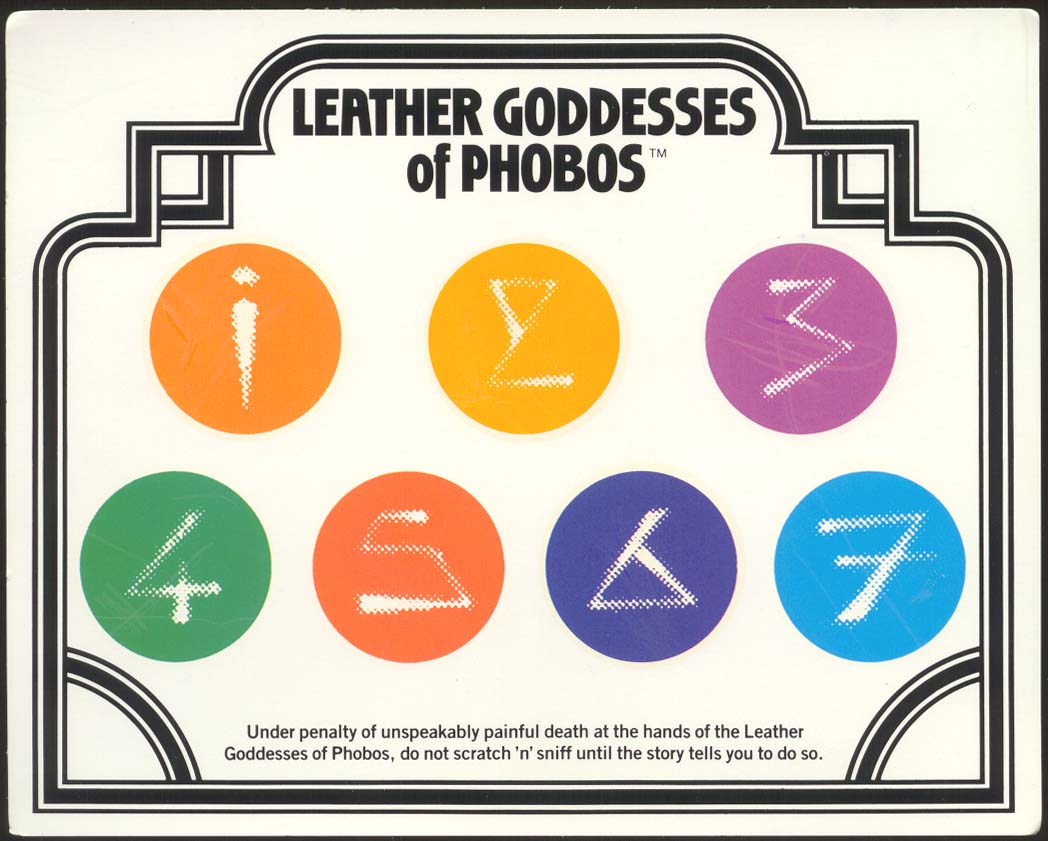 LEATHER GODDESSES
of PHOBOS™
1 2 3
4 5 6 7
Under penalty of unspeakably painful death at the hands of the Leather
Goddesses of Phobos, do not scratch 'n' sniff until the story tells you to do so.